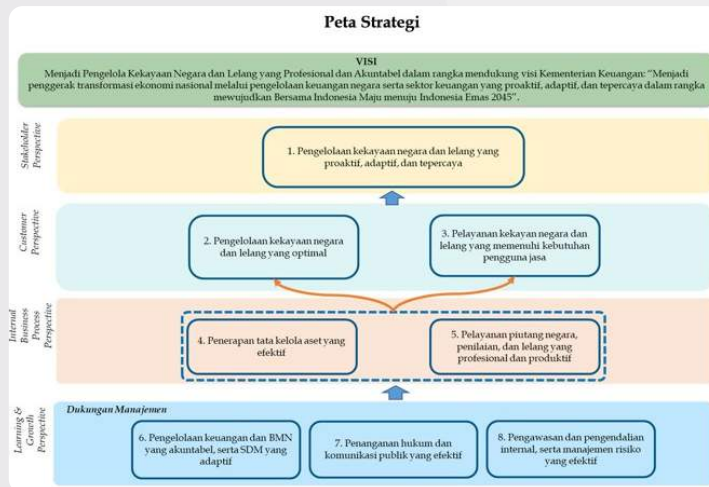 Peta Strategi
VISI
Menjadi Pengelola Kekayaan Negara dan Lelang yang Profesional dan Akuntabel dalam rangka mendukung visi Kementerian Keuangan: "Menjadi
penggerak transformasi ekonomi nasional melalui pengelolaan keuangan negara serta sektor keuangan yang proaktif, adaptif, dan tepercaya dalam rangka
mewujudkan Bersama Indonesia Maju menuju Indonesia Emas 2045".
Stakeholder
Perspective
1. Pengelolaan kekayaan negara dan lelang yang
proaktif, adaptif, dan tepercaya
Customer
Perspective
2. Pengelolaan kekayaan negara
dan lelang yang optimal
3. Pelayanan kekayan negara dan
lelang yang memenuhi kebutuhan
pengguna jasa
Internal
Business
Process
Perspective
4. Penerapan tata kelola aset yang
efektif
5. Pelayanan piutang negara,
penilaian, dan lelang yang
profesional dan produktif
Learning &
Growth
Perspective
Dukungan Manajemen
6. Pengelolaan keuangan dan BMN
yang akuntabel, serta SDM yang
adaptif
7. Penanganan hukum dan
komunikasi publik yang efektif
8. Pengawasan dan pengendalian
internal, serta manajemen risiko
yang efektif